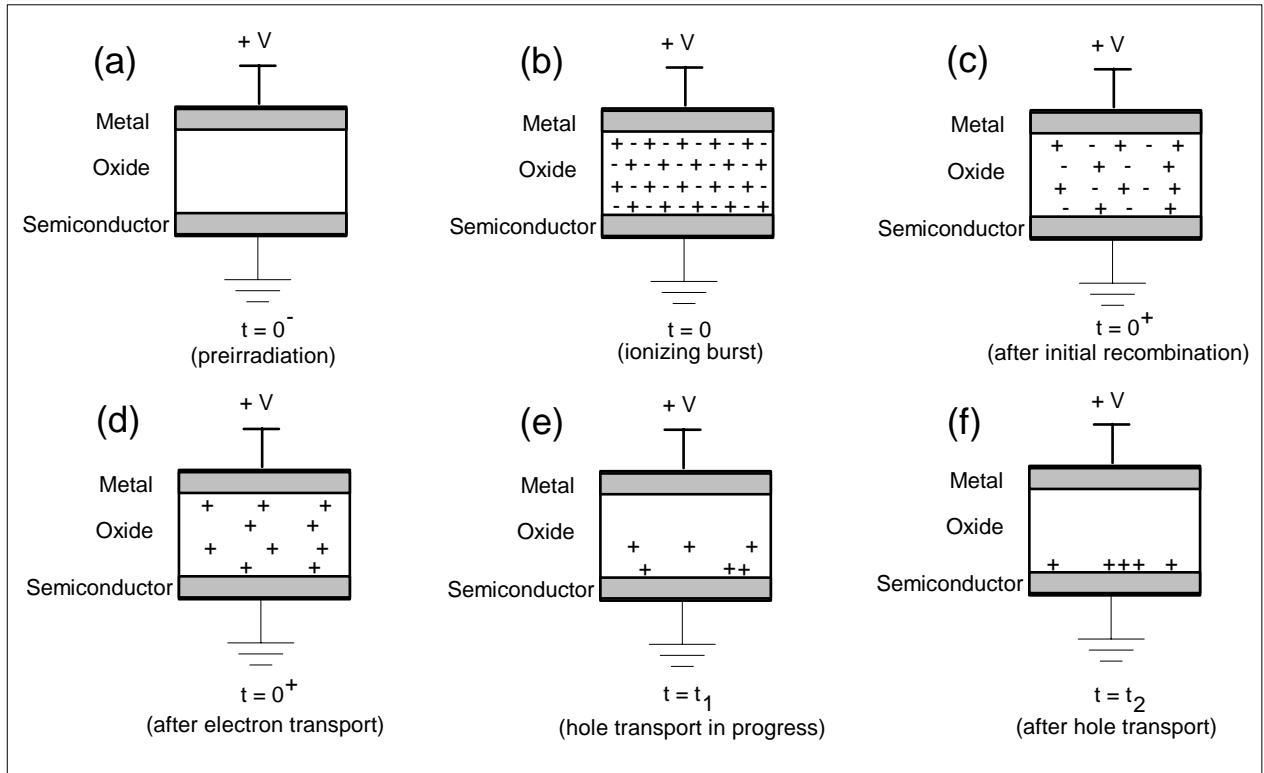 (a)
+ V
Metal
Oxide
Semiconductor
t = 0-
(preirradiation)
(b)
+ V
Metal
Oxide
+ - + - + - + - + -
- + - + - + - + - +
+ - + - + - + - + -
- + - + - + - + - +
Semiconductor
t = 0
(ionizing burst)
(c)
+ V
Metal
Oxide
+ - + - +
- + - +
+ - + - +
- + - +
Semiconductor
t = 0+
(after initial recombination)
(d)
+ V
Metal
Oxide
+ + +
+ +
+ + +
+ +
Semiconductor
t = 0+
(after electron transport)
(e)
+ V
Metal
Oxide
+ + +
+ ++
Semiconductor
t = t1
(hole transport in progress)
(f)
+ V
Metal
Oxide
+ +++ +
Semiconductor
t = t2
(after hole transport)